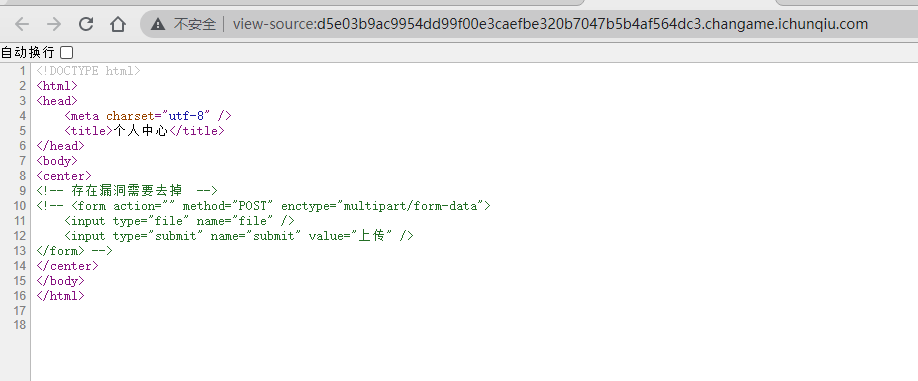 不安全 | view-source:d5e03b9ac9954dd99f00e3caefbe320b7047b5b4af564dc3.changame.ichunqiu.com
自动换行
1 <!DOCTYPE html>
2 <html>
3 <head>
4 <meta charset="utf-8" />
5 <title>个人中心</title>
6 </head>
7 <body>
8 <center>
9 <!-- 存在漏洞需要去掉  -->
10 <!-- <form action="" method="POST" enctype="multipart/form-data">
11 <input type="file" name="file" />
12 <input type="submit" name="submit" value="上传" />
13 </form> -->
14 </center>
15 </body>
16 </html>
17
18